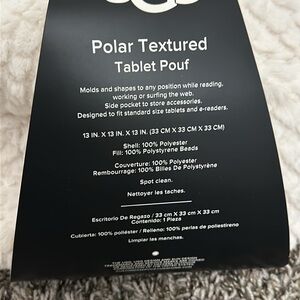 Polar Textured
Tablet Pouf
Molds and shapes to any position while reading,
working or surfing the web.
Side pocket to store accessories.
Designed to fit standard size tablets and e-readers.
13 IN. X 13 IN. X 13 IN. (33 CM X 33 CM X 33 CM)
Shell: 100% Polyester
Fill: 100% Polystyrene Beads
Couverture: 100% Polyester
Rembourrage: 100% Billes De Polystyrène
Spot clean.
Nettoyer les taches.
Escritorio De Regazo / 33 cm X 33 cm X 33 cm
Contenido: 1 Pieza
Cubierta: 100% poliéster / Relleno: 100% perlas de poliestireno
Limpiar las manchas.